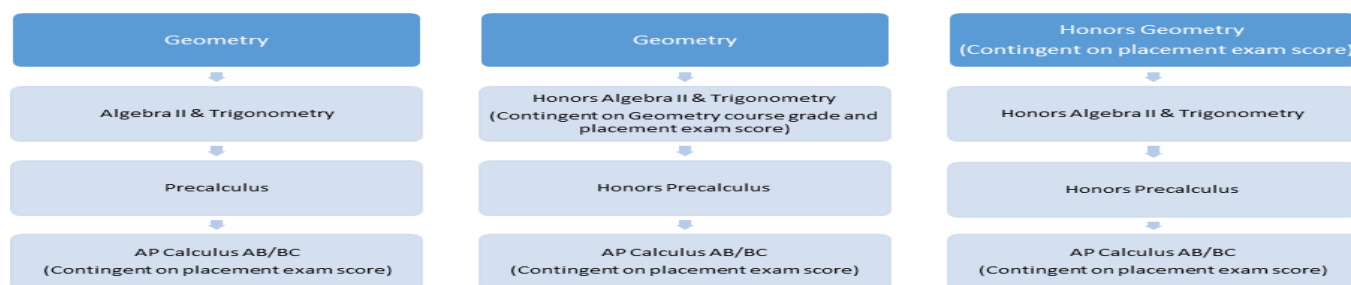 Geometry
Algebra II & Trigonometry
Precalculus
AP Calculus AB/BC
(Contingent on placement exam score)
Geometry
Honors Algebra II & Trigonometry
(Contingent on Geometry course grade and
placement exam score)
Honors Precalculus
AP Calculus AB/BC
(Contingent on placement exam score)
Honors Geometry
(Contingent on placement exam score)
Honors Algebra II & Trigonometry
Honors Precalculus
AP Calculus AB/BC
(Contingent on placement exam score)